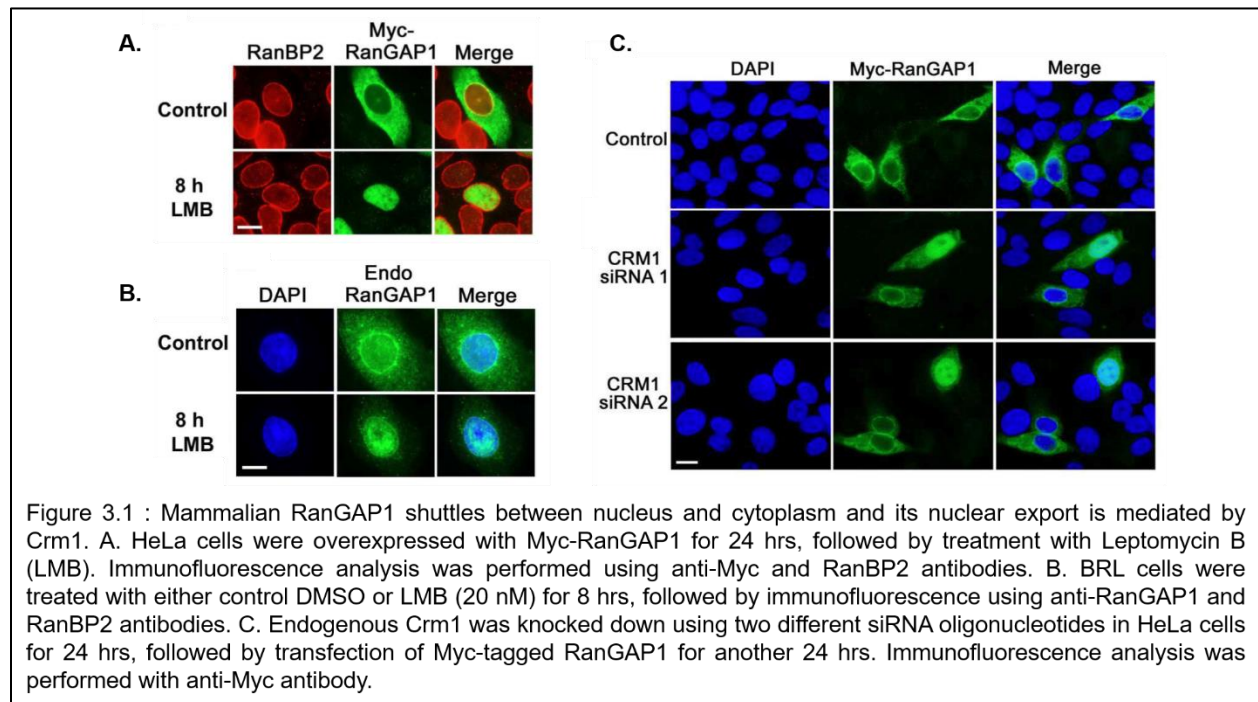 A.
RanBP2
Myc-
RanGAP1
Merge
Control
8 h
LMB
B.
DAPI
Endo
RanGAP1
Merge
Control
8 h
LMB
C.
DAPI
Myc-RanGAP1
Merge
Control
CRM1
siRNA 1
CRM1
siRNA 2
Figure 3.1 : Mammalian RanGAP1 shuttles between nucleus and cytoplasm and its nuclear export is mediated by
Crm1. A. HeLa cells were overexpressed with Myc-RanGAP1 for 24 hrs, followed by treatment with Leptomycin B
(LMB). Immunofluorescence analysis was performed using anti-Myc and RanBP2 antibodies. B. BRL cells were
treated with either control DMSO or LMB (20 nM) for 8 hrs, followed by immunofluorescence using anti-RanGAP1 and
RanBP2 antibodies. C. Endogenous Crm1 was knocked down using two different siRNA oligonucleotides in HeLa cells
for 24 hrs, followed by transfection of Myc-tagged RanGAP1 for another 24 hrs. Immunofluorescence analysis was
performed with anti-Myc antibody.